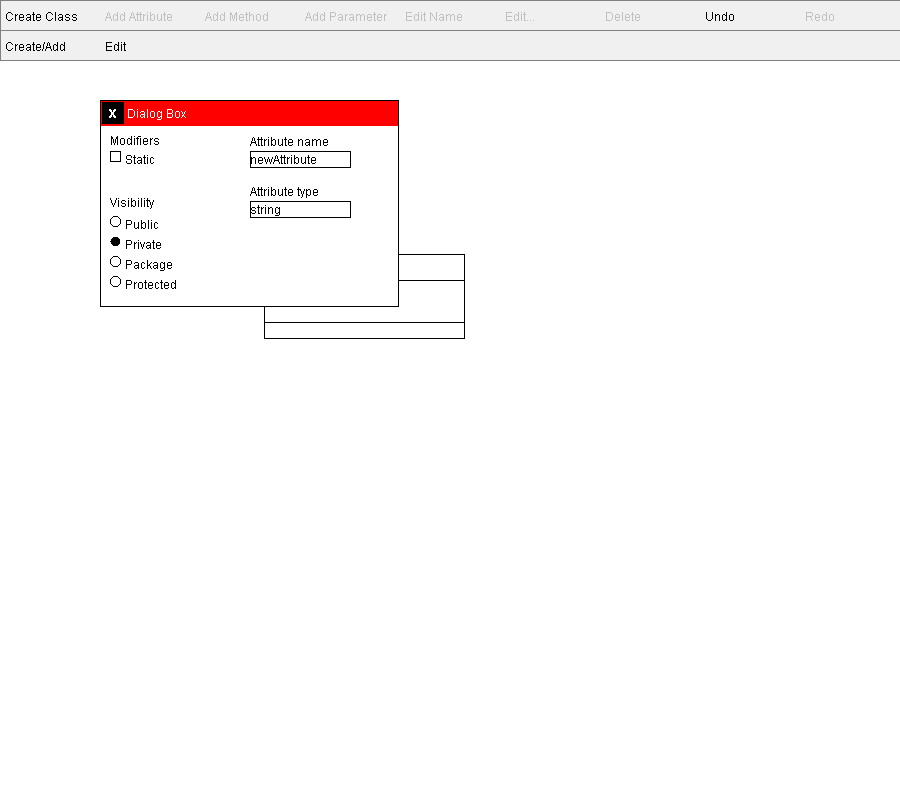 Create Class Add Attribute Add Method Add Parameter Edit Name Edit... Delete Undo Redo
Create/Add Edit
X Dialog Box
Modifiers
Static
Visibility
Public
Private
Package
Protected
Attribute name
newAttribute
Attribute type
string